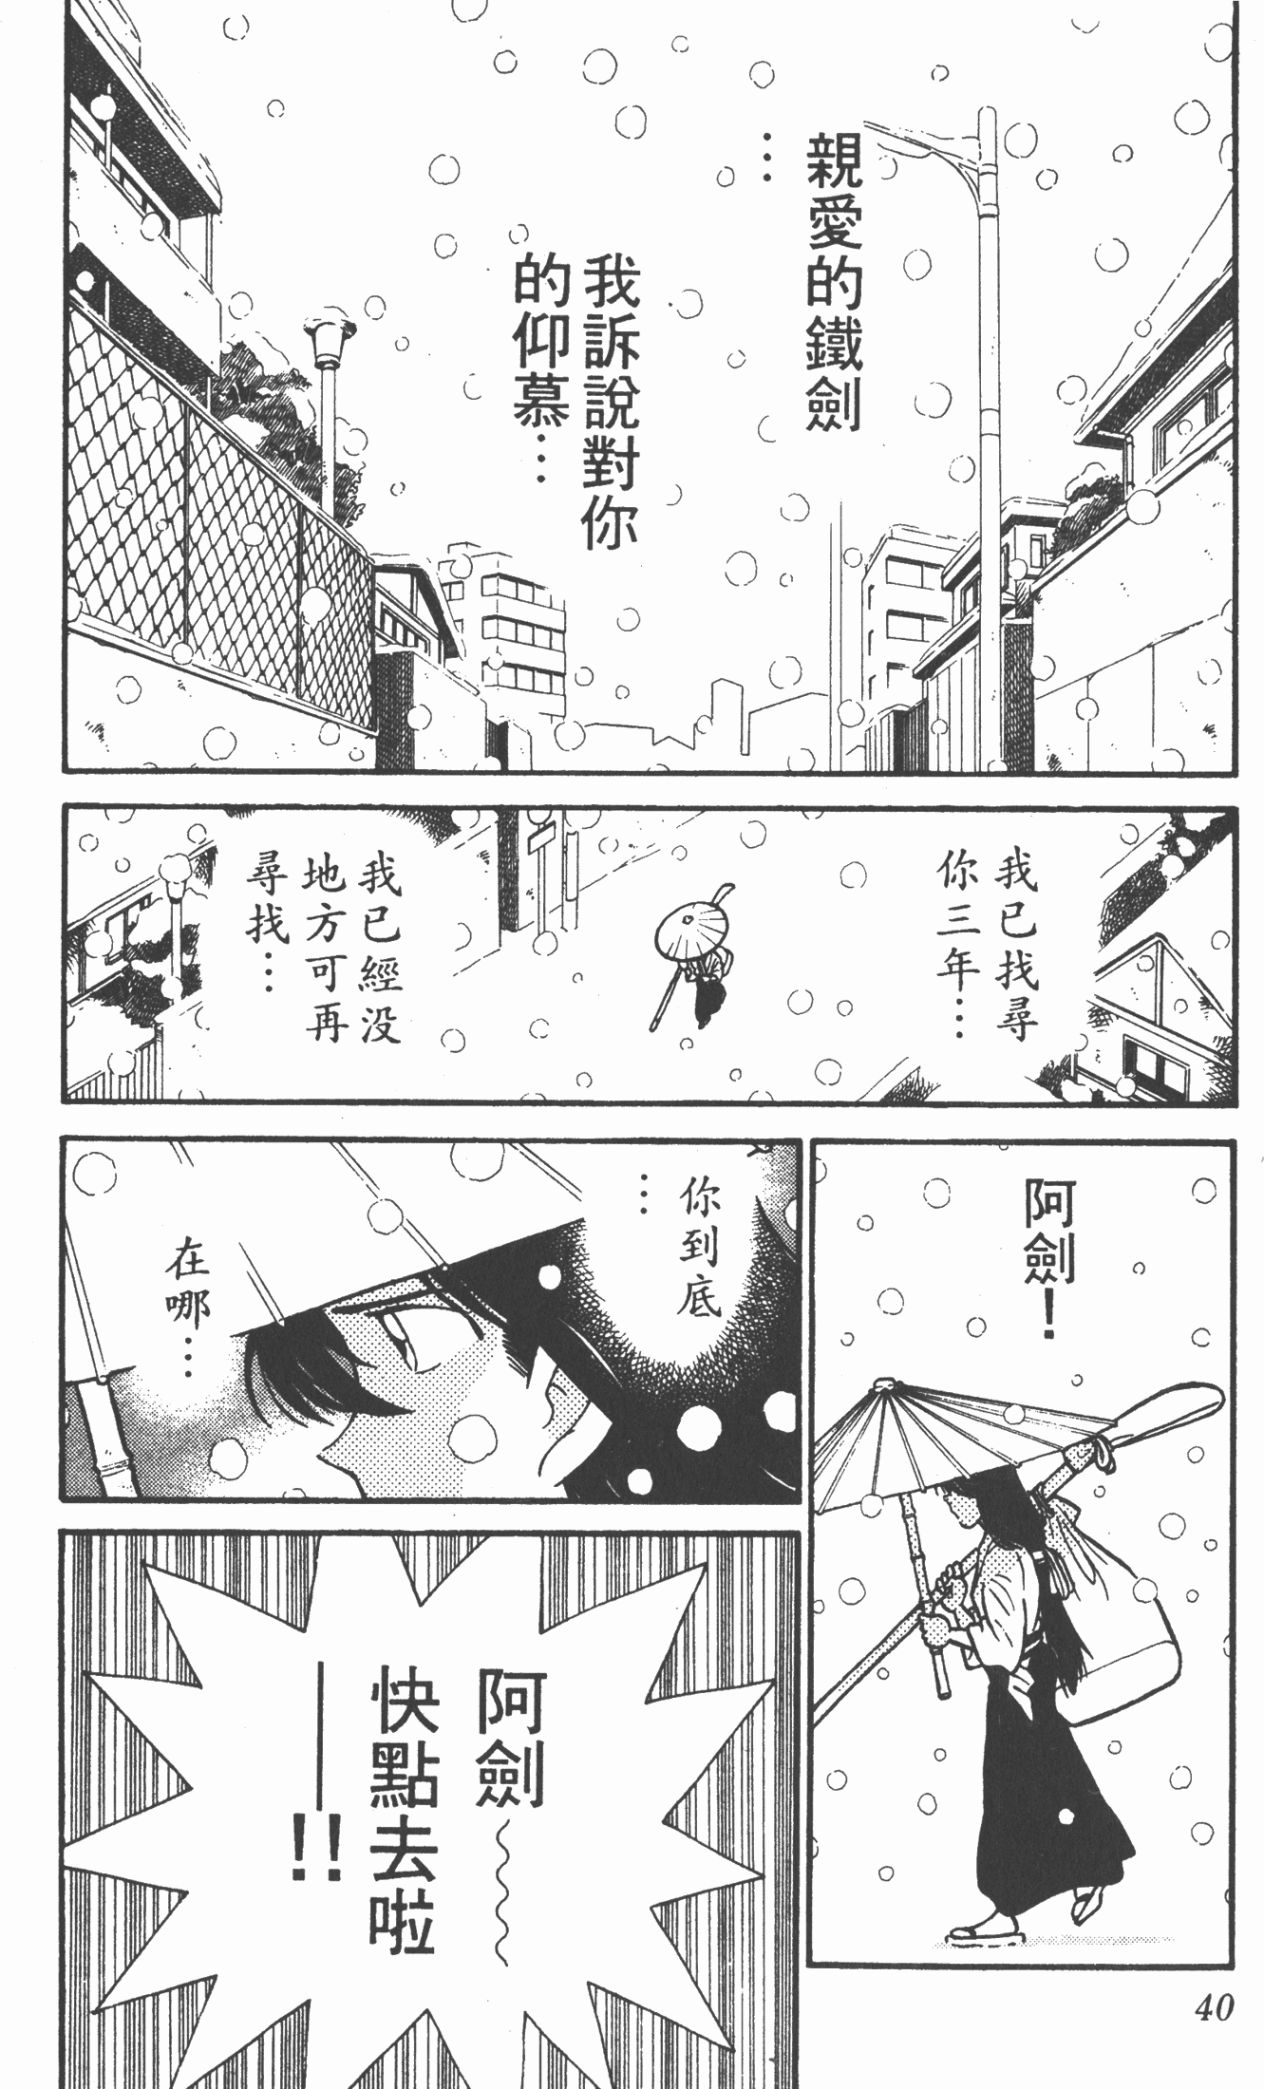 親愛的鐵劍
…
我訴說對你
的仰慕…
我已找尋
你三年…
我已經没
地方可再
尋找…
阿劍！
你到底
…
在哪…
阿劍～
快點去啦
——!!
40